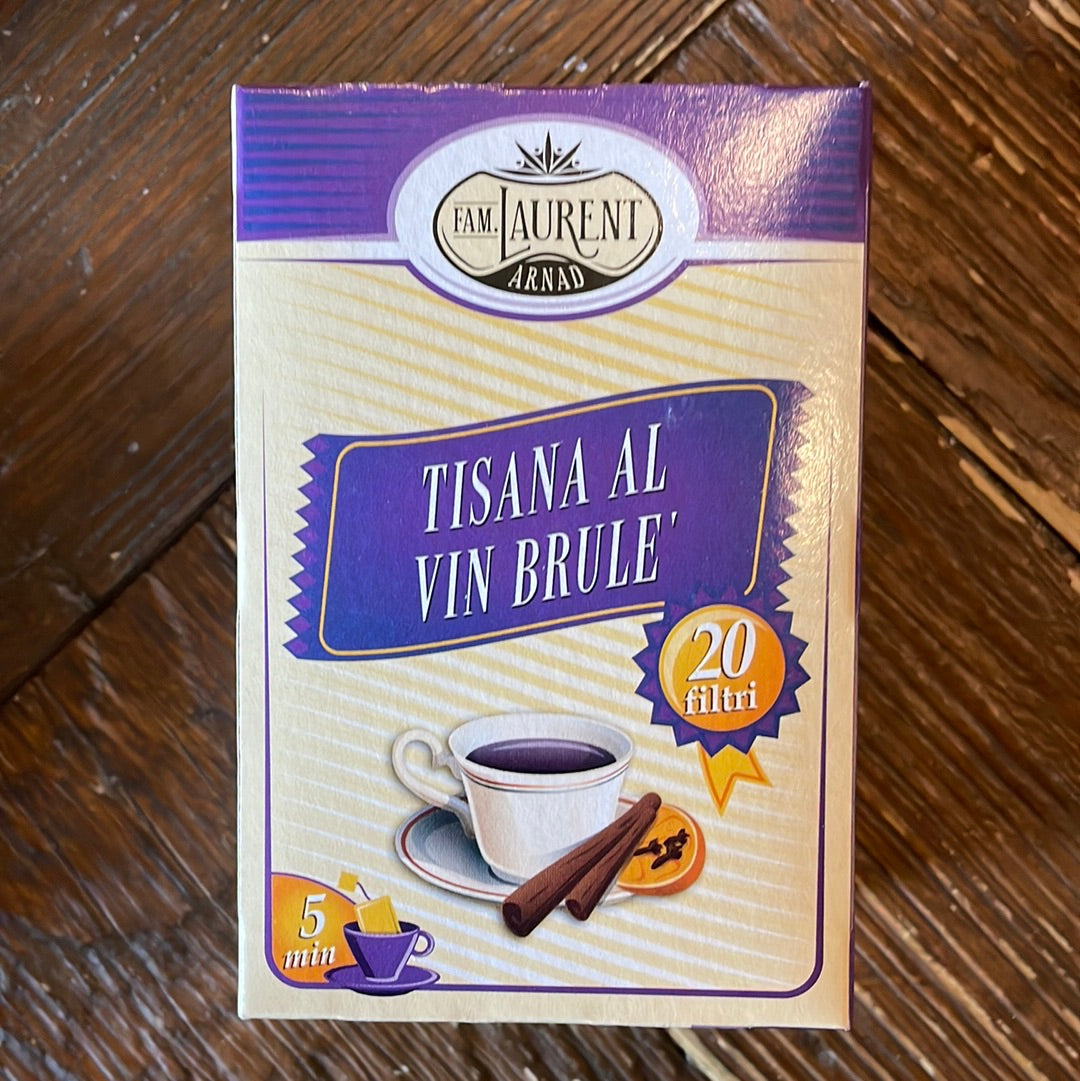 FAM. LAURENT
ARNAD
TISANA AL
VIN BRULE'
20
filtri
5
min